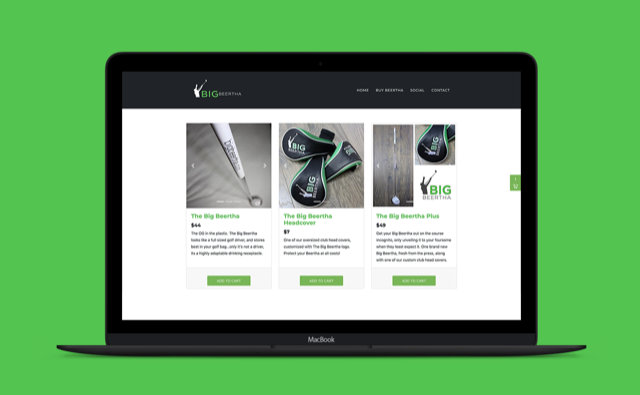 BIG BEERTHA
HOME BUY BEERTHA SOCIAL CONTACT
1
BIG
BEERTHA
BIG
BIG
BEERTHA
The Big Beertha
$44
The OG in the plastic. The Big Beertha
looks like a full sized golf driver, and stores
best in your golf bag...only it's not a driver,
its a highly adaptable drinking receptacle.
ADD TO CART
The Big Beertha
Headcover
$7
One of our oversized club head covers,
customized with The Big Beertha logo.
Protect your Beertha at all costs!
ADD TO CART
The Big Beertha Plus
$49
Get your Big Beertha out on the course
incognito, only unveiling it to your foursome
when they least expect it. One brand new
Big Beertha, fresh from the press, along
with one of our custom club head covers.
ADD TO CART
MacBook